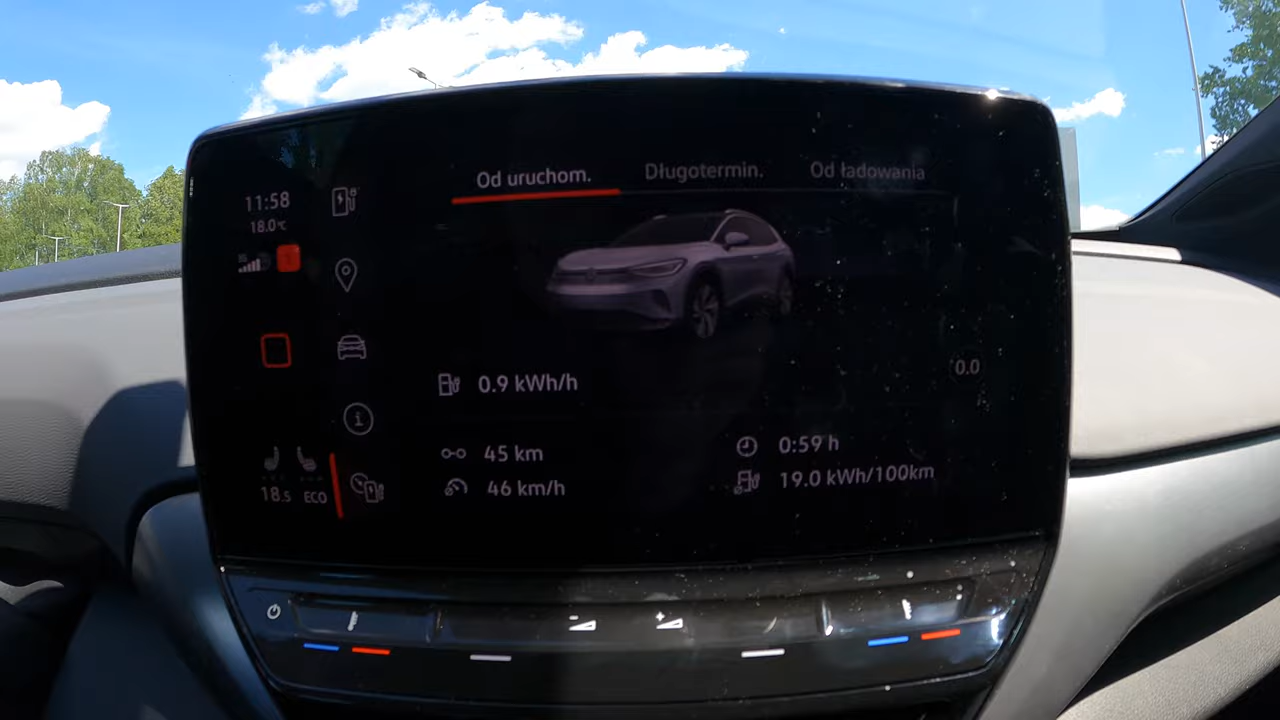 Od uruchom. Długotermin. Od ładowania
11:58
18.0°C
0.9 kWh/h
0.0
45 km
0:59 h
46 km/h
19.0 kWh/100km
18.5 ECO